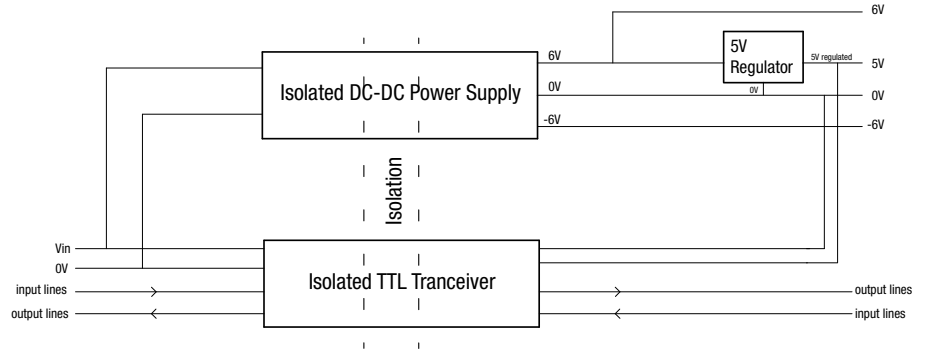 6V
5V
Regulator
6V
5V regulated
5V
Isolated DC-DC Power Supply
0V
0V
0V
-6V
-6V
Isolation
Vin
0V
Isolated TTL Tranceiver
input lines
output lines
output lines
input lines